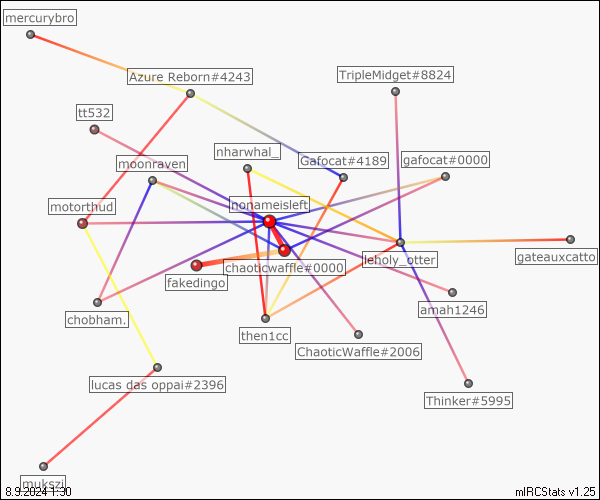 mercurybro
Azure Reborn#4243
TripleMidget#8824
tt532
nharwhal_
moonraven
Gafocat#4189
gafocat#0000
motorthud
nonameisleft
leholy_otter
gateauxcatto
chaoticwaffle#0000
fakedingo
amah1246
chobham.
then1cc
ChaoticWaffle#2006
lucas das oppai#2396
Thinker#5995
mukszi
8.9.2024 1:30
mIRCStats v1.25